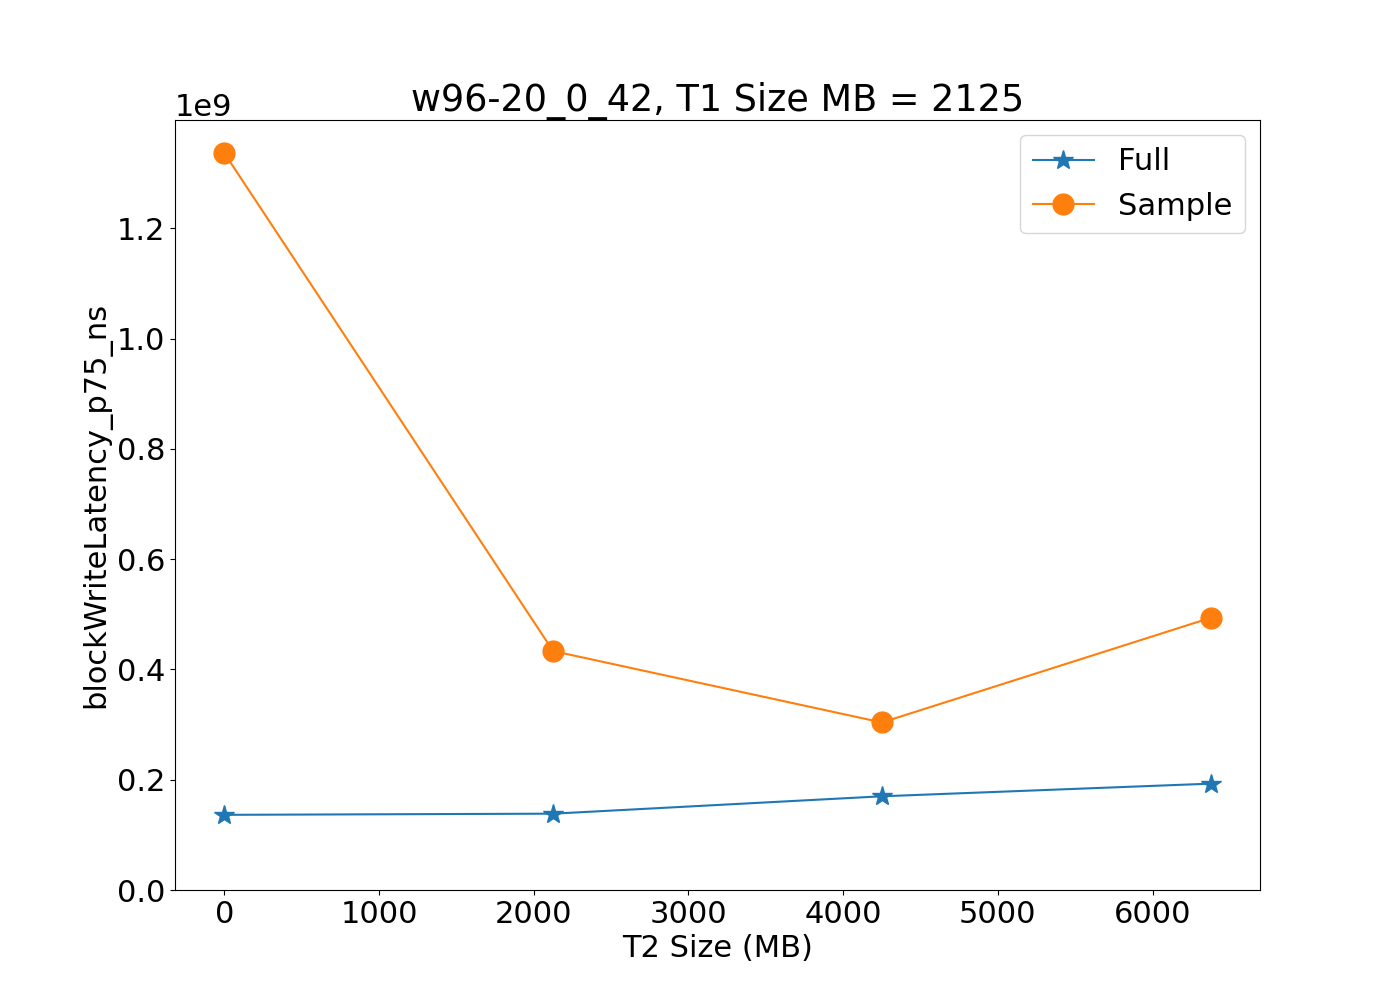 w96-20_0_42, T1 Size MB = 2125
1e9
Full
Sample
1.2
1.0
0.8
0.6
0.4
0.2
0.0
blockWriteLatency_p75_ns
0 1000 2000 3000 4000 5000 6000
T2 Size (MB)